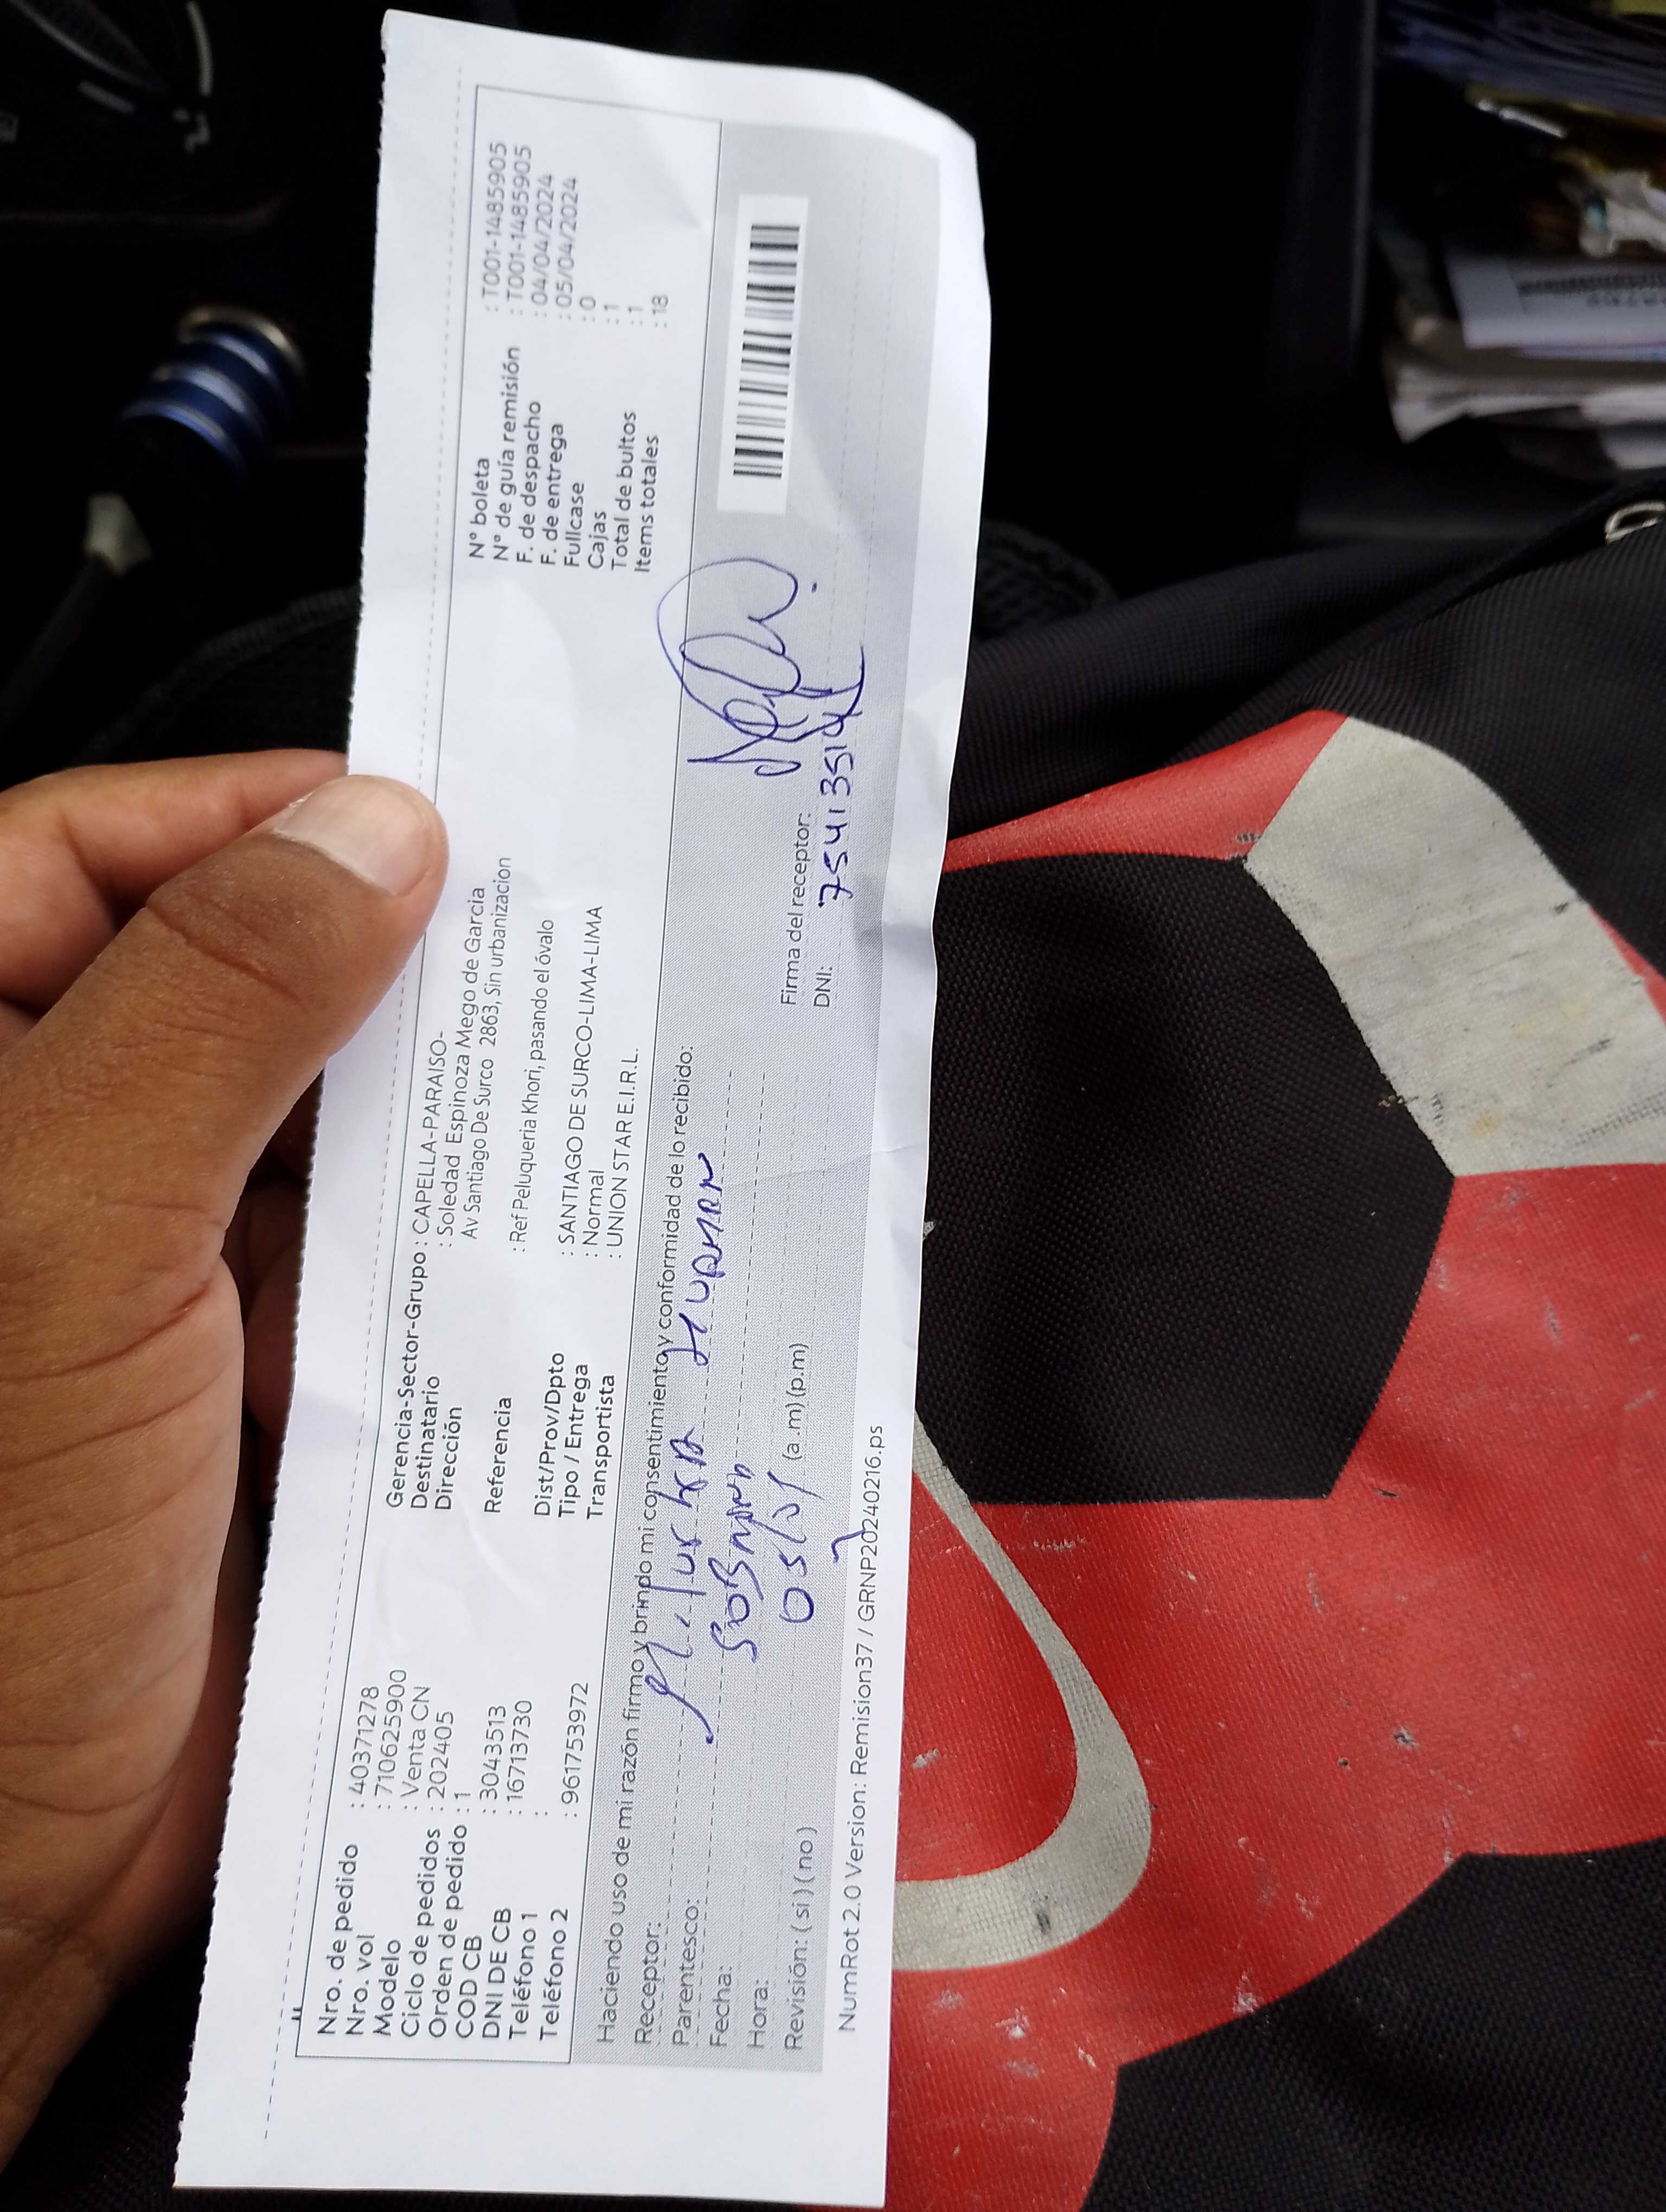 Nro. de pedido : 40371278
Nro. vol : 710625900
Modelo : Venta CN
Ciclo de pedidos : 202405
Orden de pedido : 1
COD CB : 3043513
DNI DE CB : 16713730
Teléfono 1 :
Teléfono 2 : 961753972
Gerencia-Sector-Grupo : CAPELLA-PARAISO-
Destinatario : Soledad Espinoza Mego de Garcia
Dirección Av Santiago De Surco 2863, Sin urbanizacion
Referencia : Ref Peluqueria Khori, pasando el óvalo
Dist/Prov/Dpto : SANTIAGO DE SURCO-LIMA-LIMA
Tipo / Entrega : Normal
Transportista : UNION STAR E.I.R.L.
N° boleta : T001-1485905
N° de guía remisión : T001-1485905
F. de despacho : 04/04/2024
F. de entrega : 05/04/2024
Fullcase : 0
Cajas : 1
Total de bultos : 1
Items totales : 18
Haciendo uso de mi razón firmo y brindo mi consentimiento y conformidad de lo recibido:
Receptor:
Parentesco:
Fecha:
Hora: (a.m) (p.m)
Revisión: ( si ) ( no )
Firma del receptor:
DNI:
NumRot 2.0 Version: Remision37 / GRNP20240216.ps